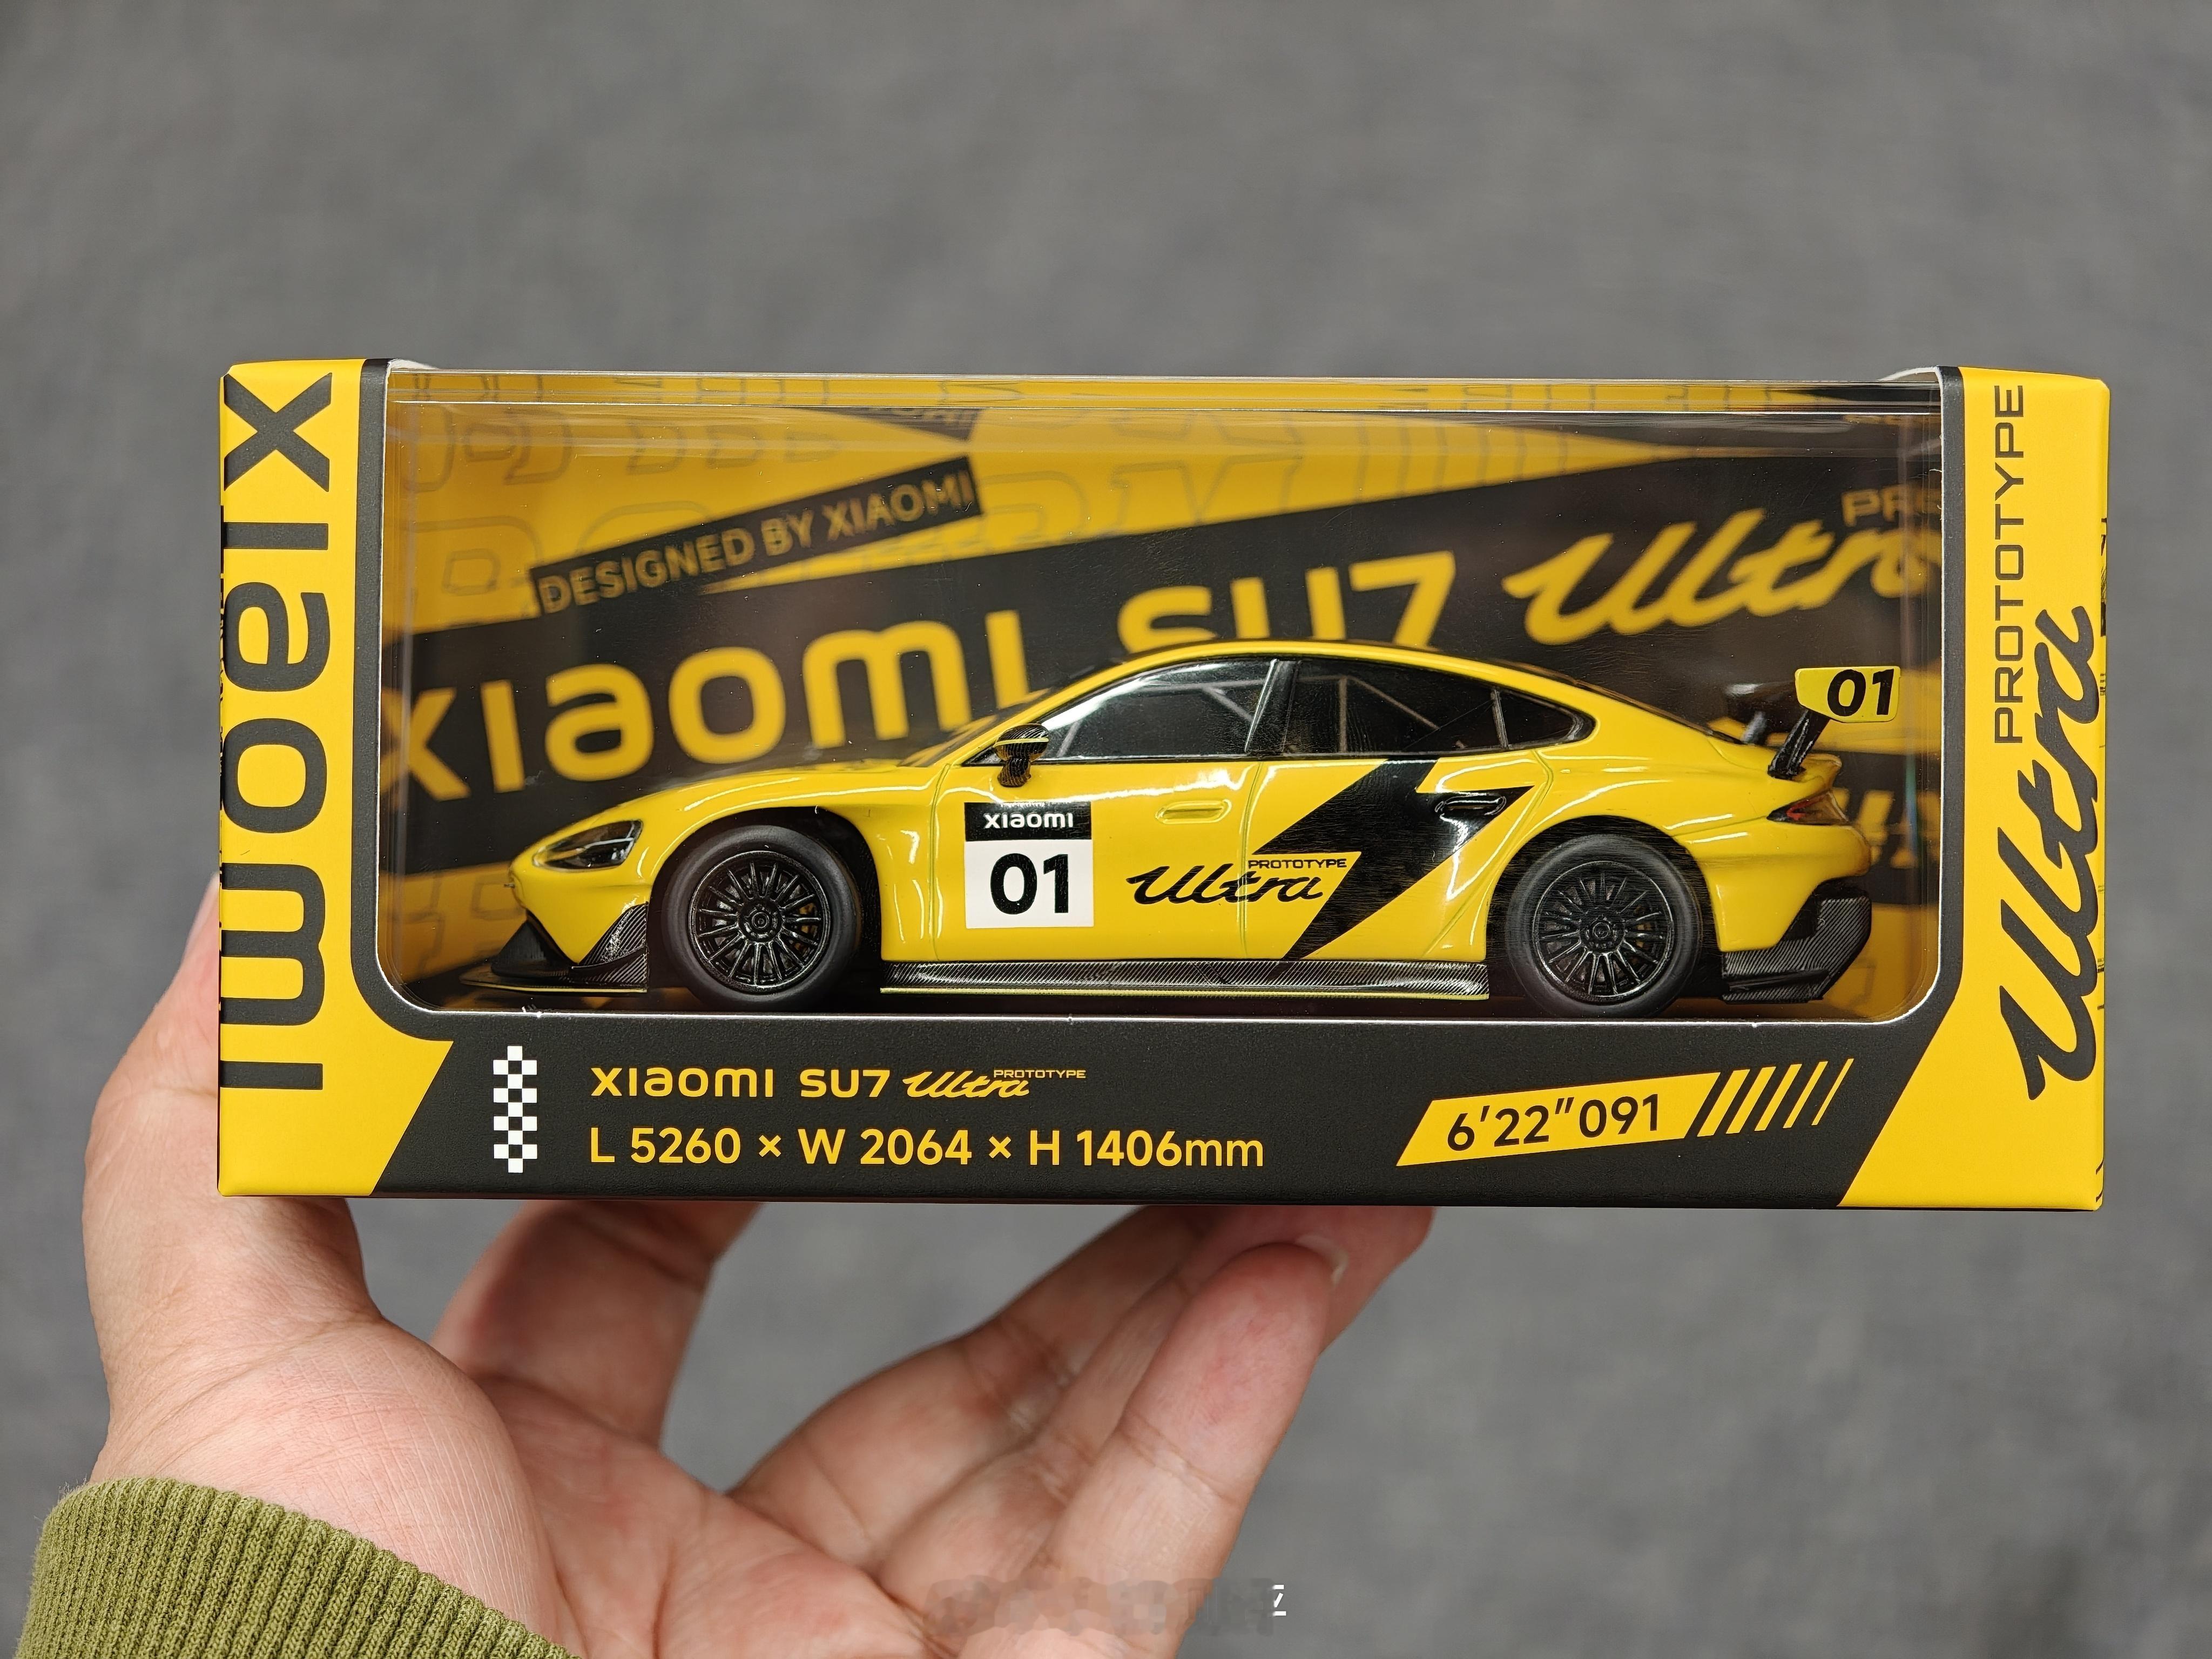 xiaomi
DESIGNED BY XIAOMI
xiaomi SU7 Ultra
01
xiaomi
01
Ultra PROTOTYPE
PROTOTYPE
Ultra
xiaomi SU7 Ultra PROTOTYPE
L 5260 × W 2064 × H 1406mm
6'22"091